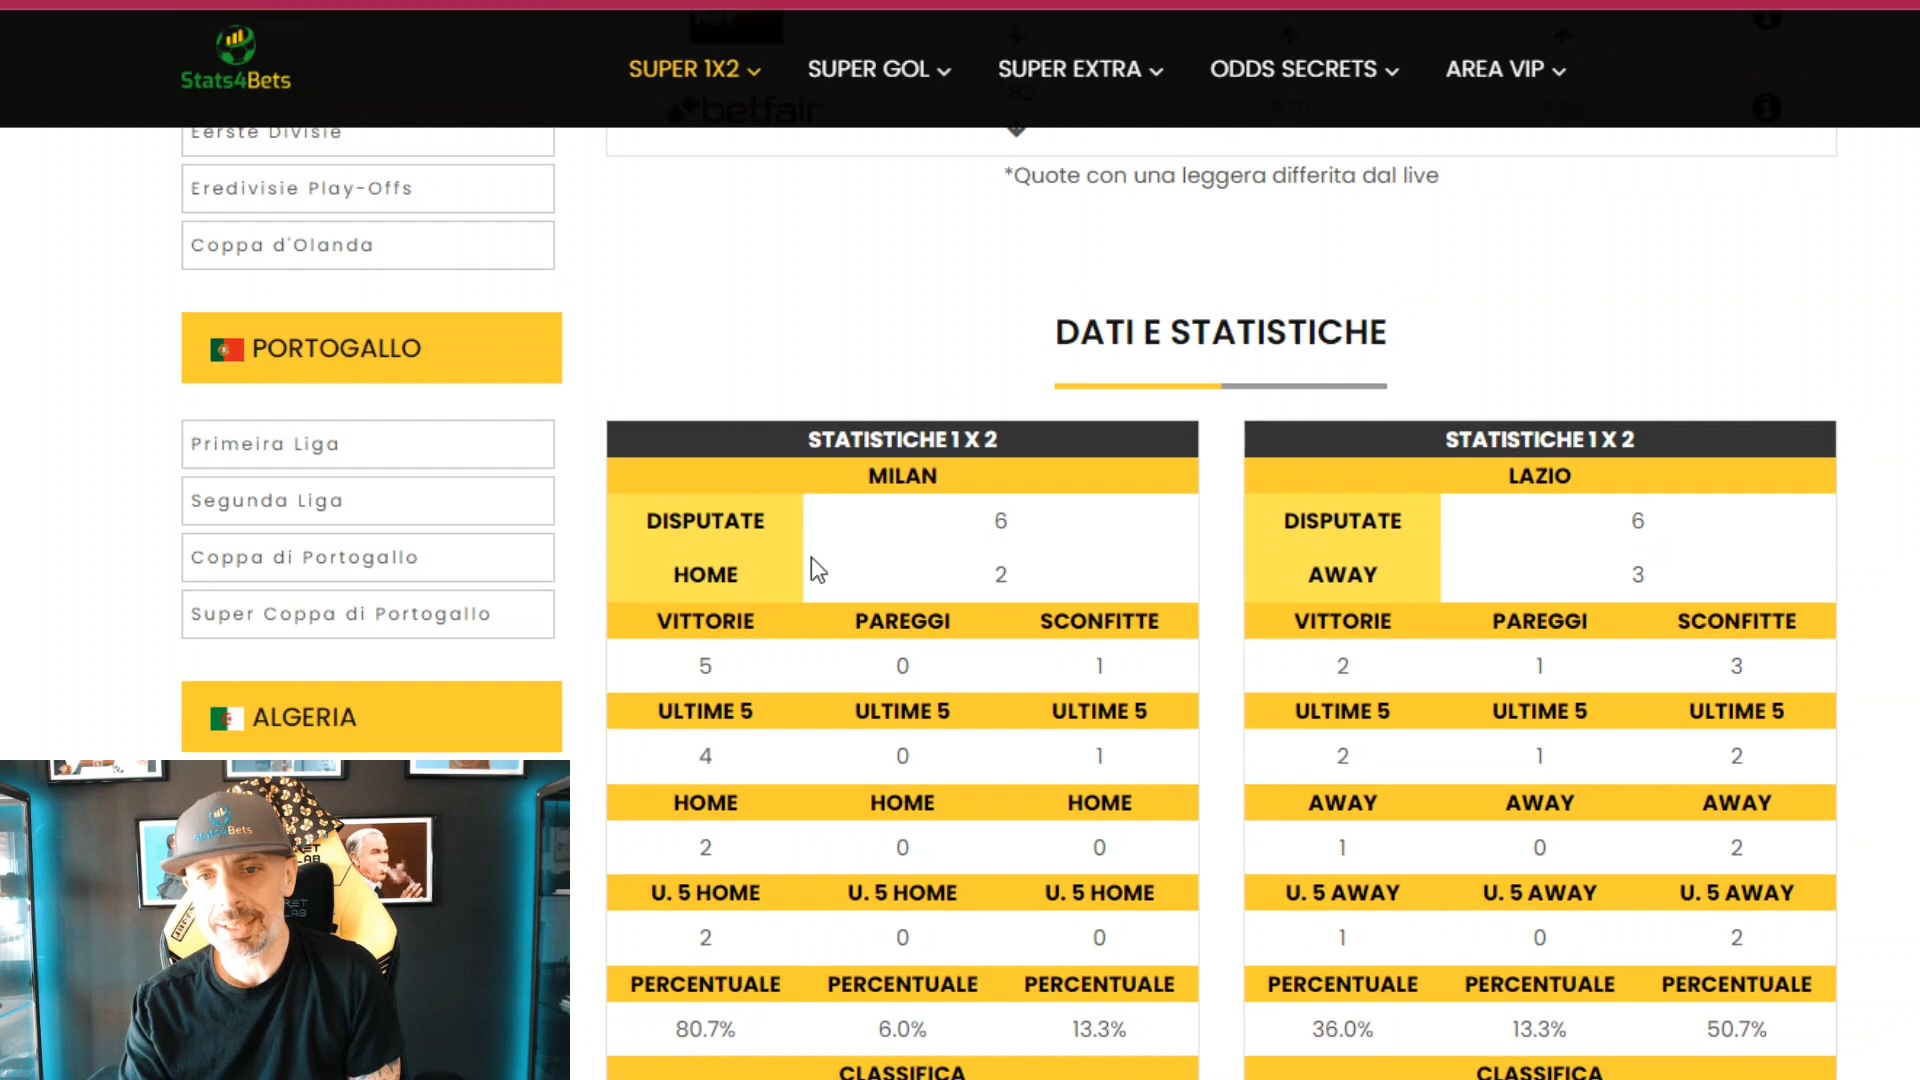 Stats4Bets
SUPER 1X2
SUPER GOL
SUPER EXTRA
ODDS SECRETS
AREA VIP
betfair
Eerste Divisie
Eredivisie Play-Offs
Coppa d'Olanda
PORTOGALLO
Primeira Liga
Segunda Liga
Coppa di Portogallo
Super Coppa di Portogallo
ALGERIA
*Quote con una leggera differita dal live
DATI E STATISTICHE
STATISTICHE 1 X 2
MILAN
DISPUTATE 6
HOME 2
VITTORIE PAREGGI SCONFITTE
5 0 1
ULTIME 5 ULTIME 5 ULTIME 5
4 0 1
HOME HOME HOME
2 0 0
U. 5 HOME U. 5 HOME U. 5 HOME
2 0 0
PERCENTUALE PERCENTUALE PERCENTUALE
80.7% 6.0% 13.3%
CLASSIFICA
STATISTICHE 1 X 2
LAZIO
DISPUTATE 6
AWAY 3
VITTORIE PAREGGI SCONFITTE
2 1 3
ULTIME 5 ULTIME 5 ULTIME 5
2 1 2
AWAY AWAY AWAY
1 0 2
U. 5 AWAY U. 5 AWAY U. 5 AWAY
1 0 2
PERCENTUALE PERCENTUALE PERCENTUALE
36.0% 13.3% 50.7%
CLASSIFICA
Stats4Bets